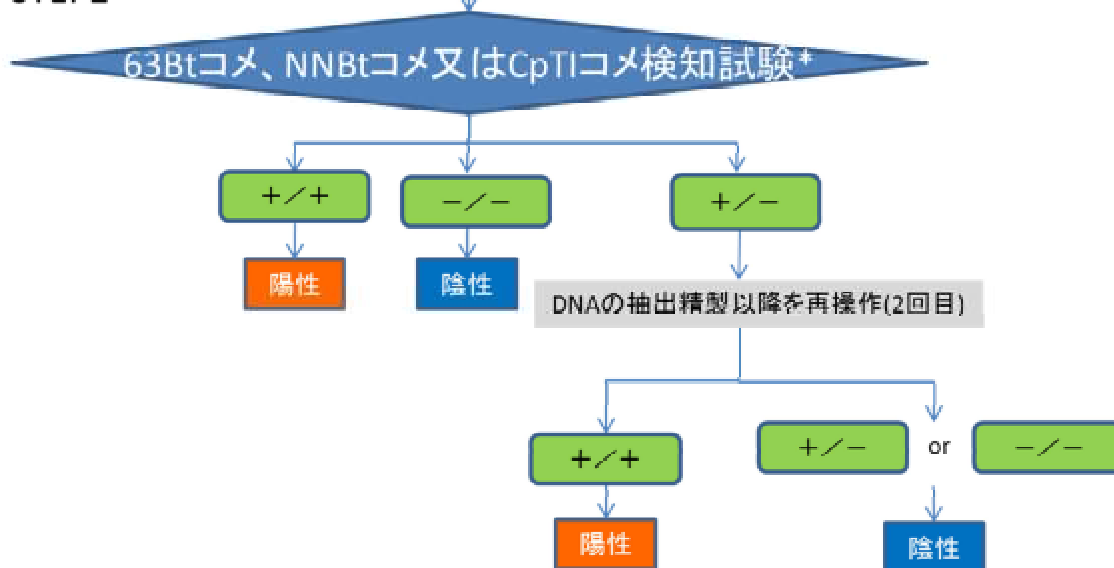 63Btコメ、NNBtコメ又はCpTIコメ検知試験*
+/+
-/-
+/-
陽性
陰性
DNAの抽出精製以降を再操作(2回目)
+/+
+/- or -/-
陽性
陰性